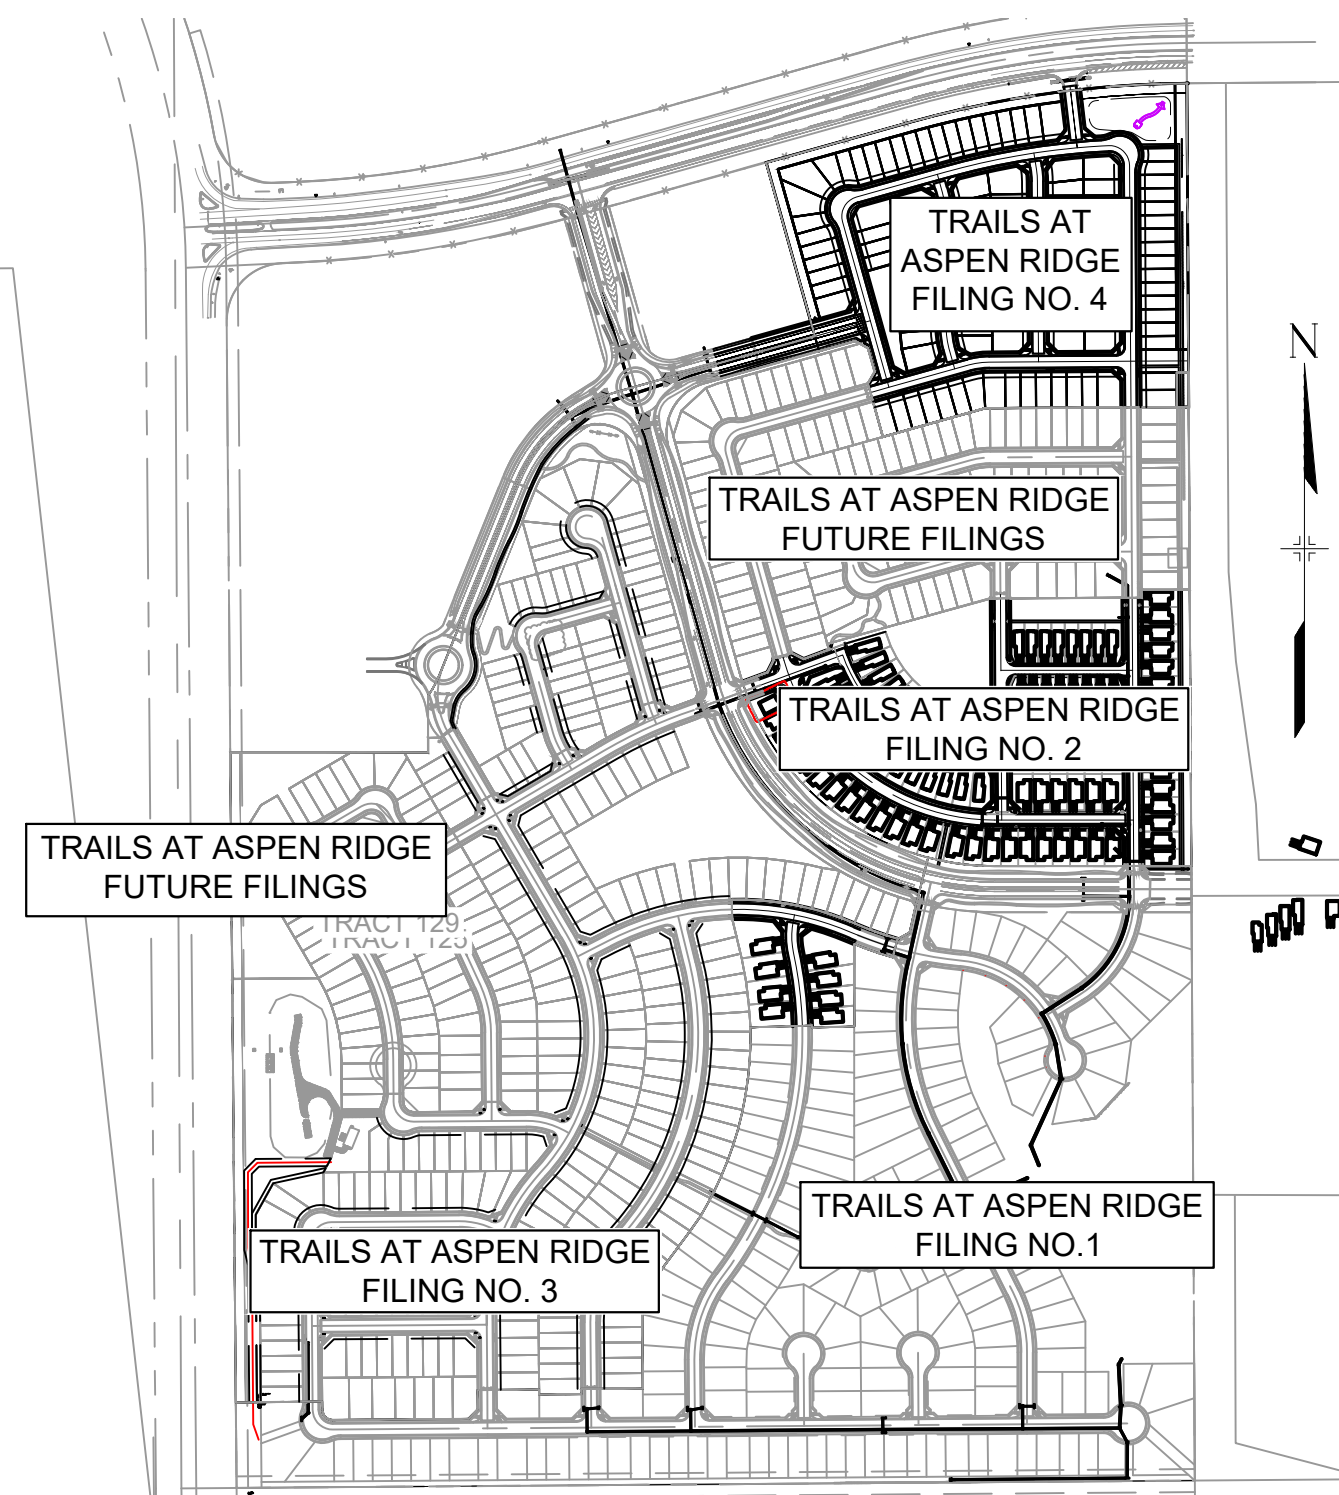 TRAILS AT
ASPEN RIDGE
FILING NO. 4
N
TRAILS AT ASPEN RIDGE
FUTURE FILINGS
TRAILS AT ASPEN RIDGE
FILING NO. 2
TRAILS AT ASPEN RIDGE
FUTURE FILINGS
TRACT 129.
TRACT 125
TRAILS AT ASPEN RIDGE
FILING NO.1
TRAILS AT ASPEN RIDGE
FILING NO. 3